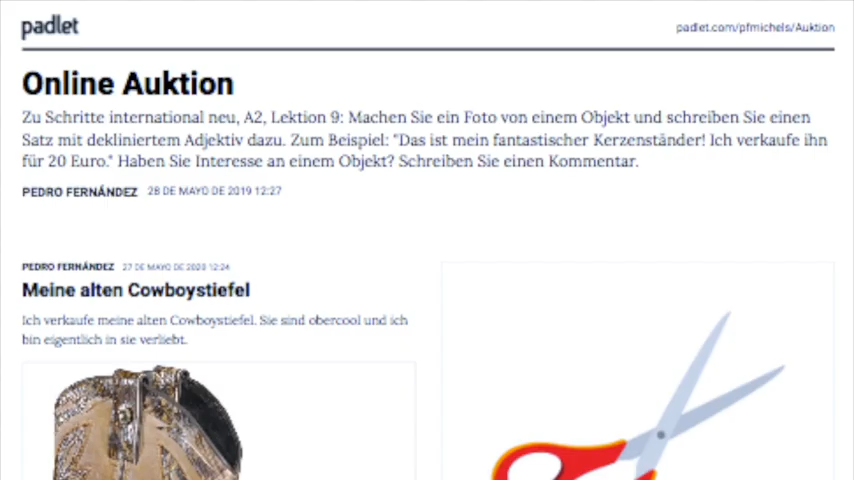 padlet
padlet.com/pfmichels/Auktion
Online Auktion
Zu Schritte international neu, A2, Lektion 9: Machen Sie ein Foto von einem Objekt und schreiben Sie einen
Satz mit dekliniertem Adjektiv dazu. Zum Beispiel: "Das ist mein fantastischer Kerzenständer! Ich verkaufe ihn
für 20 Euro." Haben Sie Interesse an einem Objekt? Schreiben Sie einen Kommentar.
PEDRO FERNÁNDEZ 28 DE MAYO DE 2019 12:27
PEDRO FERNÁNDEZ 27 DE MAYO DE 2020 12:24
Meine alten Cowboystiefel
Ich verkaufe meine alten Cowboystiefel. Sie sind obercool und ich
bin eigentlich in sie verliebt.